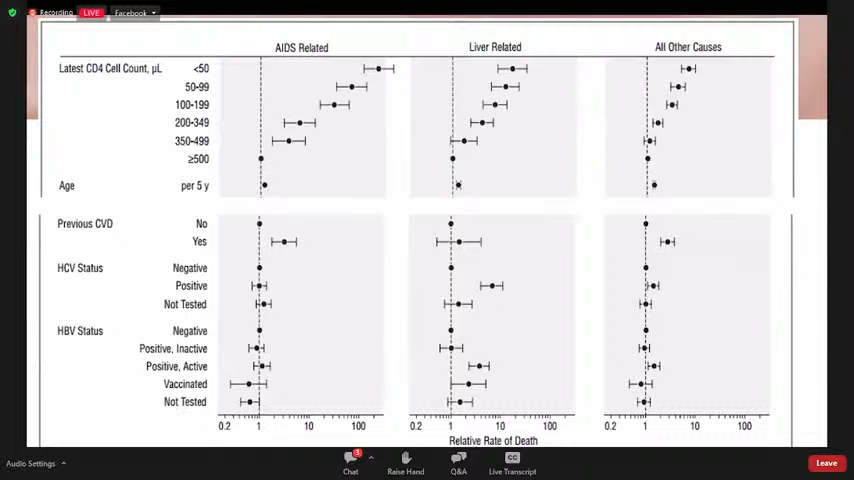 Recording LIVE Facebook
AIDS Related Liver Related All Other Causes
Latest CD4 Cell Count, μL <50
50-99
100-199
200-349
350-499
≥500
Age per 5 y
Previous CVD No
Yes
HCV Status Negative
Positive
Not Tested
HBV Status Negative
Positive, Inactive
Positive, Active
Vaccinated
Not Tested
0.2 1 10 100 0.2 1 10 100 0.2 1 10 100
Relative Rate of Death
3
Audio Settings Chat Raise Hand Q&A CC Live Transcript Leave